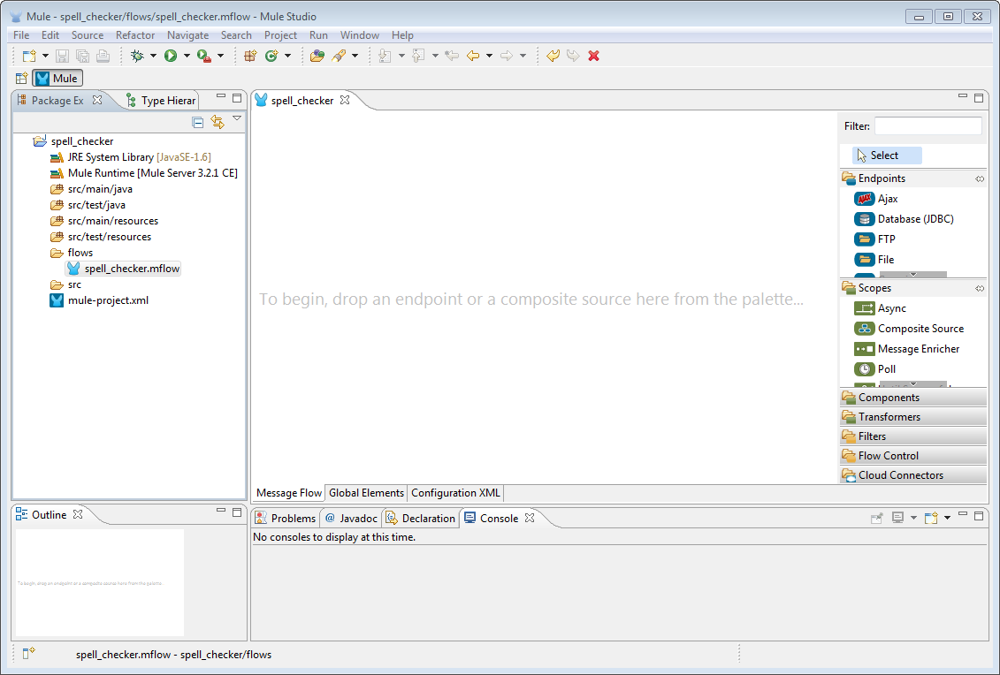 Mule - spell_checker/flows/spell_checker.mflow - Mule Studio
File Edit Source Refactor Navigate Search Project Run Window Help
Mule
Package Ex
Type Hierar
spell_checker
JRE System Library [JavaSE-1.6]
Mule Runtime [Mule Server 3.2.1 CE]
src/main/java
src/test/java
src/main/resources
src/test/resources
flows
spell_checker.mflow
src
mule-project.xml
spell_checker
To begin, drop an endpoint or a composite source here from the palette...
Filter:
Select
Endpoints
Ajax
Database (JDBC)
FTP
File
Scopes
Async
Composite Source
Message Enricher
Poll
Components
Transformers
Filters
Flow Control
Cloud Connectors
Message Flow Global Elements Configuration XML
Outline
To begin, drop an endpoint or a composite source here from the palette
Problems @ Javadoc Declaration Console
No consoles to display at this time.
spell_checker.mflow - spell_checker/flows